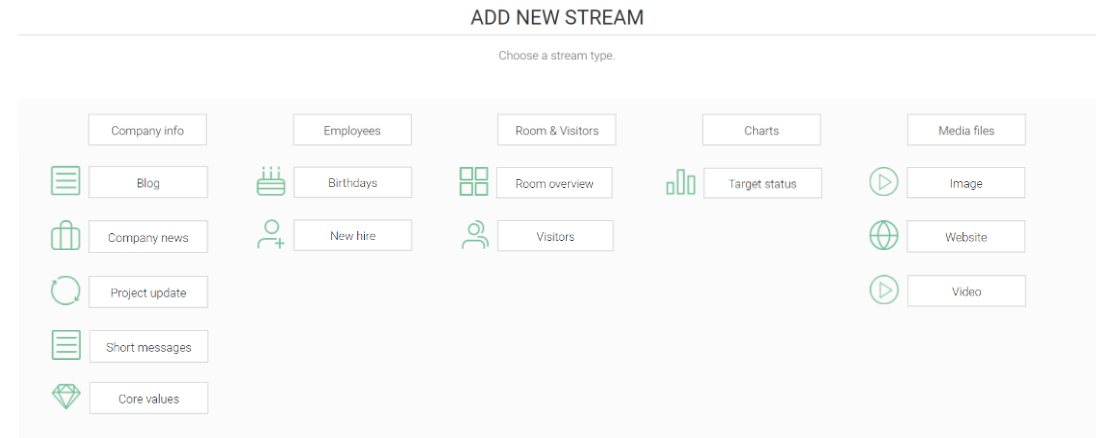 ADD NEW STREAM
Choose a stream type.
Company info
Blog
Company news
Project update
Short messages
Core values
Employees
Birthdays
New hire
Room & Visitors
Room overview
Visitors
Charts
Target status
Media files
Image
Website
Video